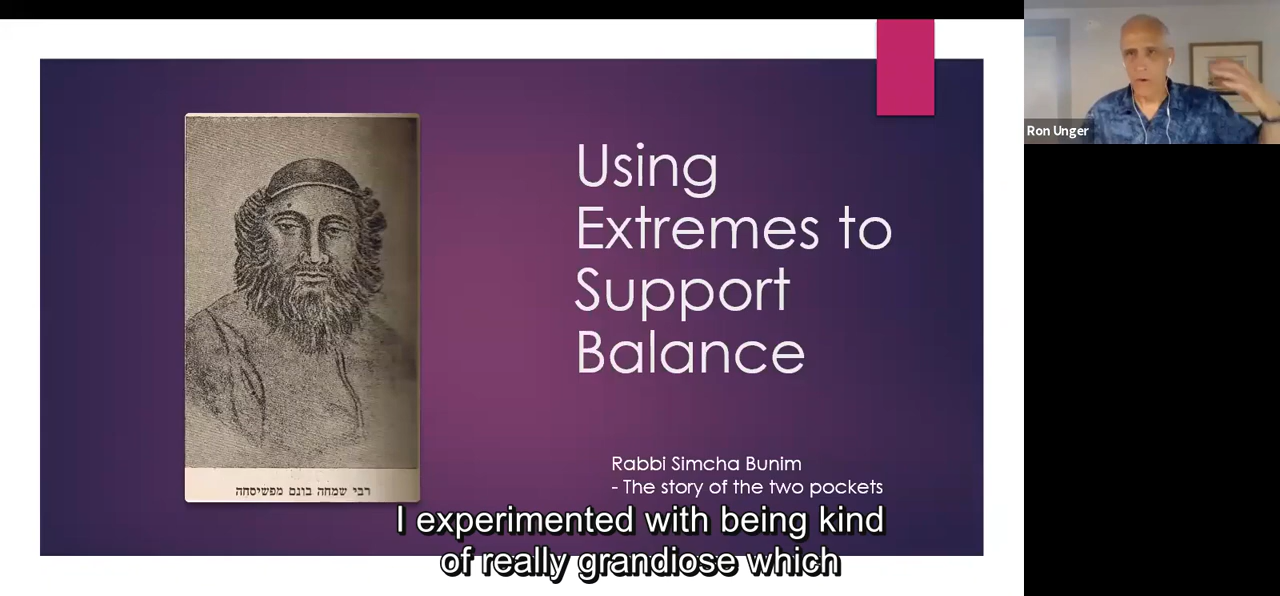 Using
Extremes to
Support
Balance
Rabbi Simcha Bunim
- The story of the two pockets
רבי שמחה בונם מפשיסחה
I experimented with being kind
of really grandiose which
Ron Unger